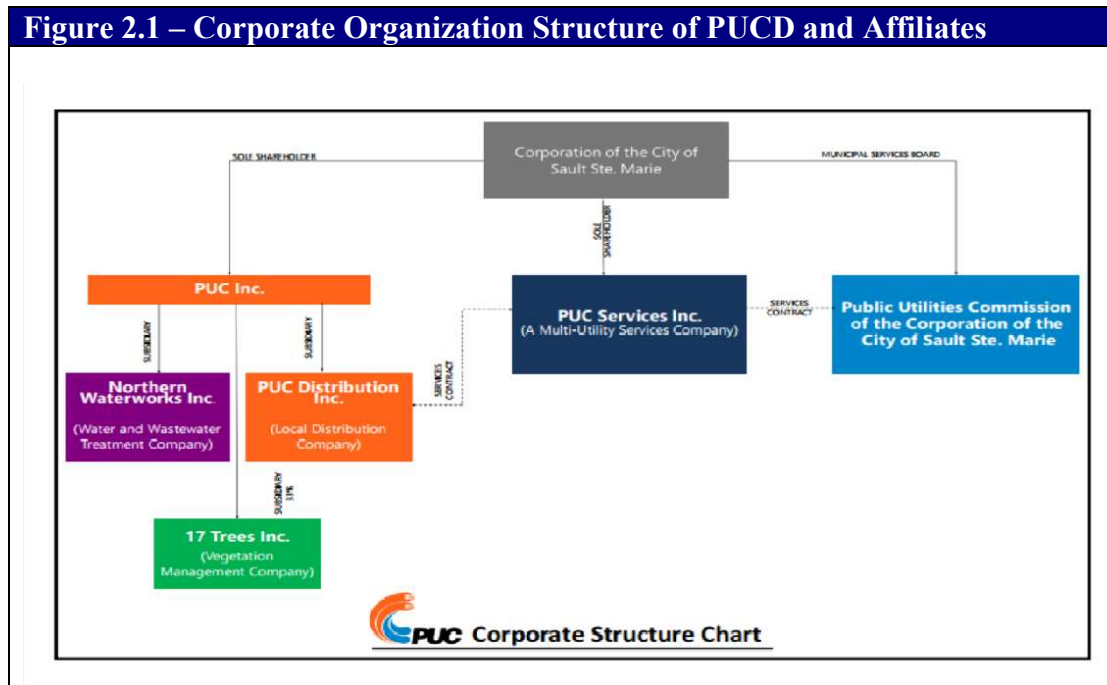 Figure 2.1 – Corporate Organization Structure of PUCD and Affiliates
Corporation of the City of
Sault Ste. Marie
SOLE SHAREHOLDER
MUNICIPAL SERVICES BOARD
SOLE
SHAREHOLDER
PUC Inc.
PUC Services Inc.
(A Multi-Utility Services Company)
SERVICES
CONTRACT
Public Utilities Commission
of the Corporation of the
City of Sault Ste. Marie
SUBSIDIARY
SUBSIDIARY
Northern
Waterworks Inc.
(Water and Wastewater
Treatment Company)
PUC Distribution
Inc.
(Local Distribution
Company)
SERVICES
CONTRACT
SUBSIDIARY
33%
17 Trees Inc.
(Vegetation
Management Company)
PUC Corporate Structure Chart